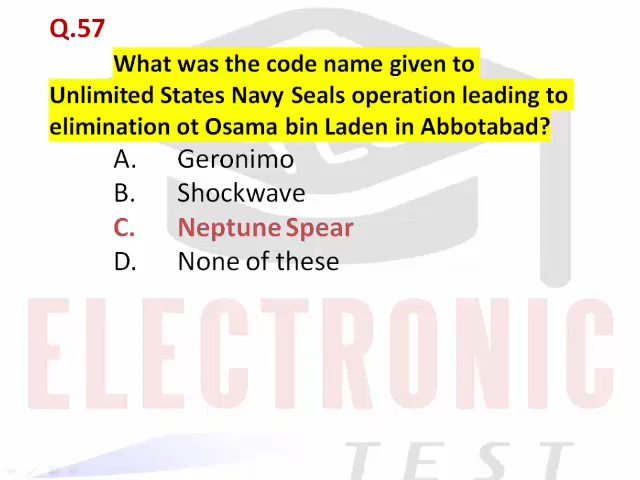 Q.57
What was the code name given to
Unlimited States Navy Seals operation leading to
elimination ot Osama bin Laden in Abbotabad?
A. Geronimo
B. Shockwave
C. Neptune Spear
D. None of these
ELECTRONIC
TEST